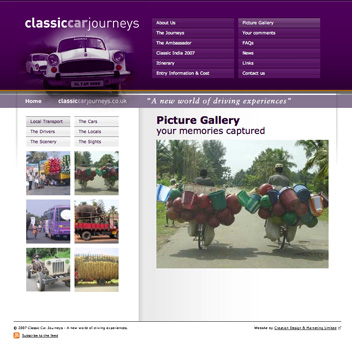 classiccarjourneys
About Us
The Journeys
The Ambassador
Classic India 2007
Itinerary
Entry Information & Cost
Picture Gallery
Your comments
FAQs
News
Links
Contact us
Home
classiccarjourneys.co.uk
"A new world of driving experiences"
Local Transport
The Cars
The Drivers
The Locals
The Scenery
The Sights
Picture Gallery
your memories captured
© 2007 Classic Car Journeys - A new world of driving experiences.
Subscribe to the feed
Website by Creation Design & Marketing Limited